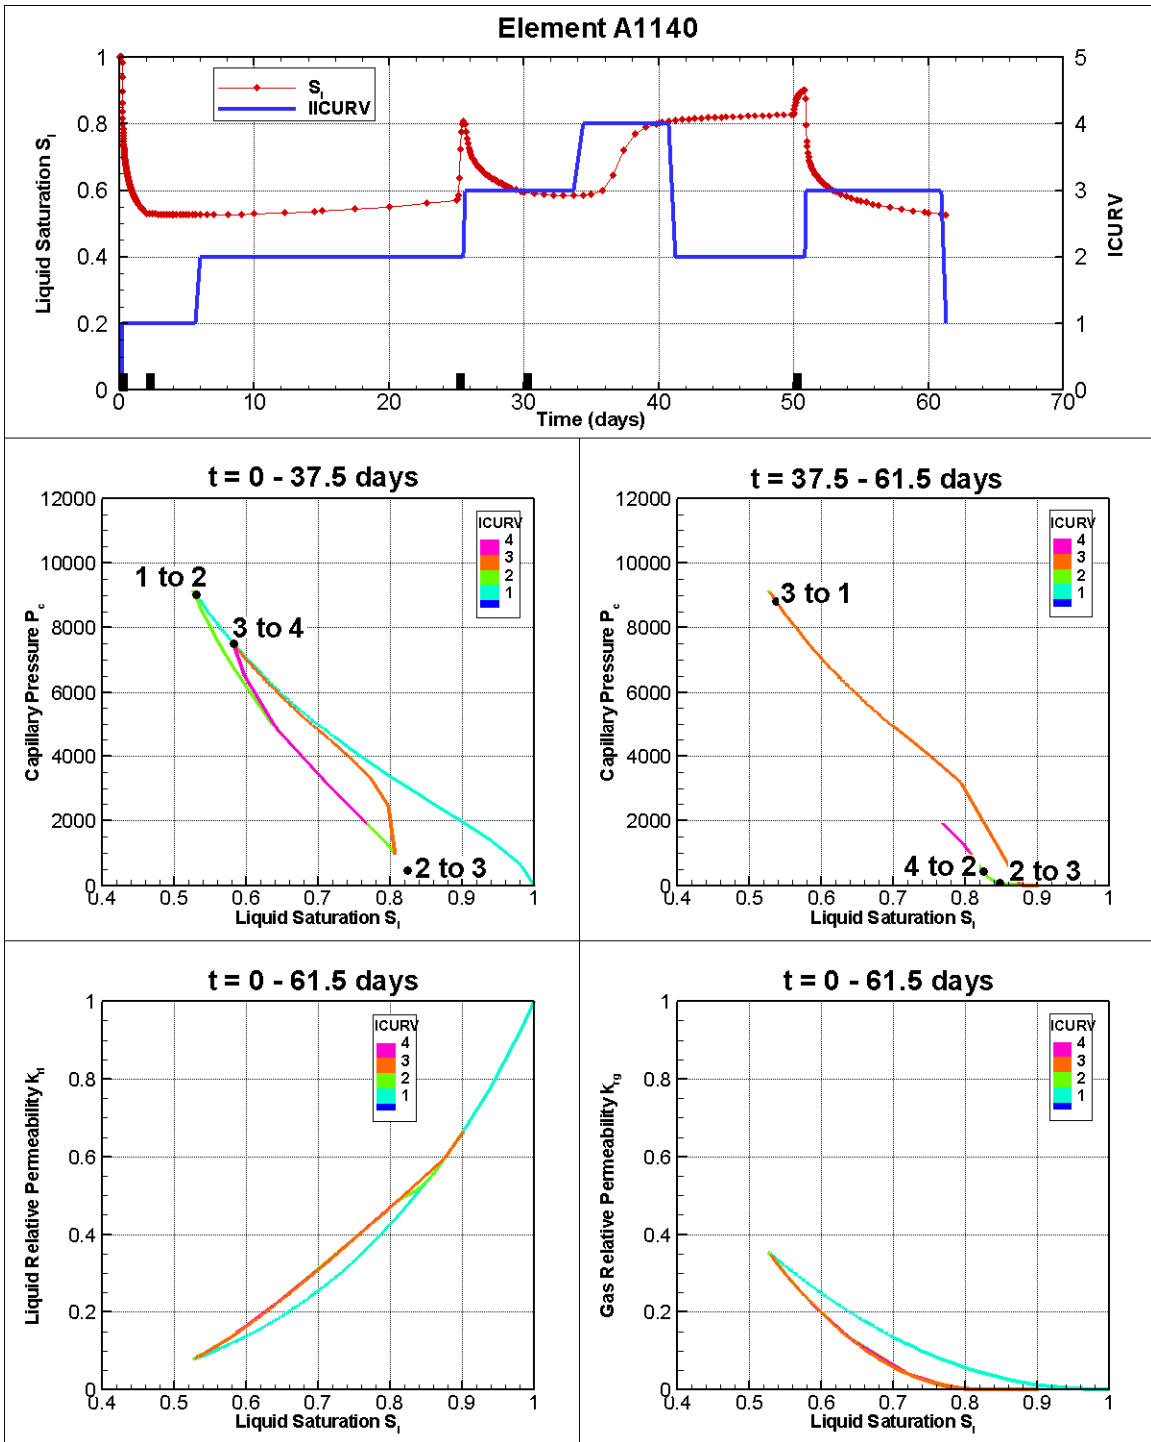 Element A1140
Liquid Saturation Sl
1
0.8
0.6
0.4
0.2
0
Sl
IICURV
5
4
3
2
1
0
ICURV
0 10 20 30 40 50 60 70
Time (days)
t = 0 - 37.5 days
Capillary Pressure Pc
12000
10000
8000
6000
4000
2000
0
ICURV
4
3
2
1
1 to 2
3 to 4
2 to 3
0.4 0.5 0.6 0.7 0.8 0.9 1
Liquid Saturation Sl
t = 37.5 - 61.5 days
Capillary Pressure Pc
12000
10000
8000
6000
4000
2000
0
ICURV
4
3
2
1
3 to 1
4 to 2
2 to 3
0.4 0.5 0.6 0.7 0.8 0.9 1
Liquid Saturation Sl
t = 0 - 61.5 days
Liquid Relative Permeability krl
1
0.8
0.6
0.4
0.2
0
ICURV
4
3
2
1
0.4 0.5 0.6 0.7 0.8 0.9 1
Liquid Saturation Sl
t = 0 - 61.5 days
Gas Relative Permeability krg
1
0.8
0.6
0.4
0.2
0
ICURV
4
3
2
1
0.4 0.5 0.6 0.7 0.8 0.9 1
Liquid Saturation Sl